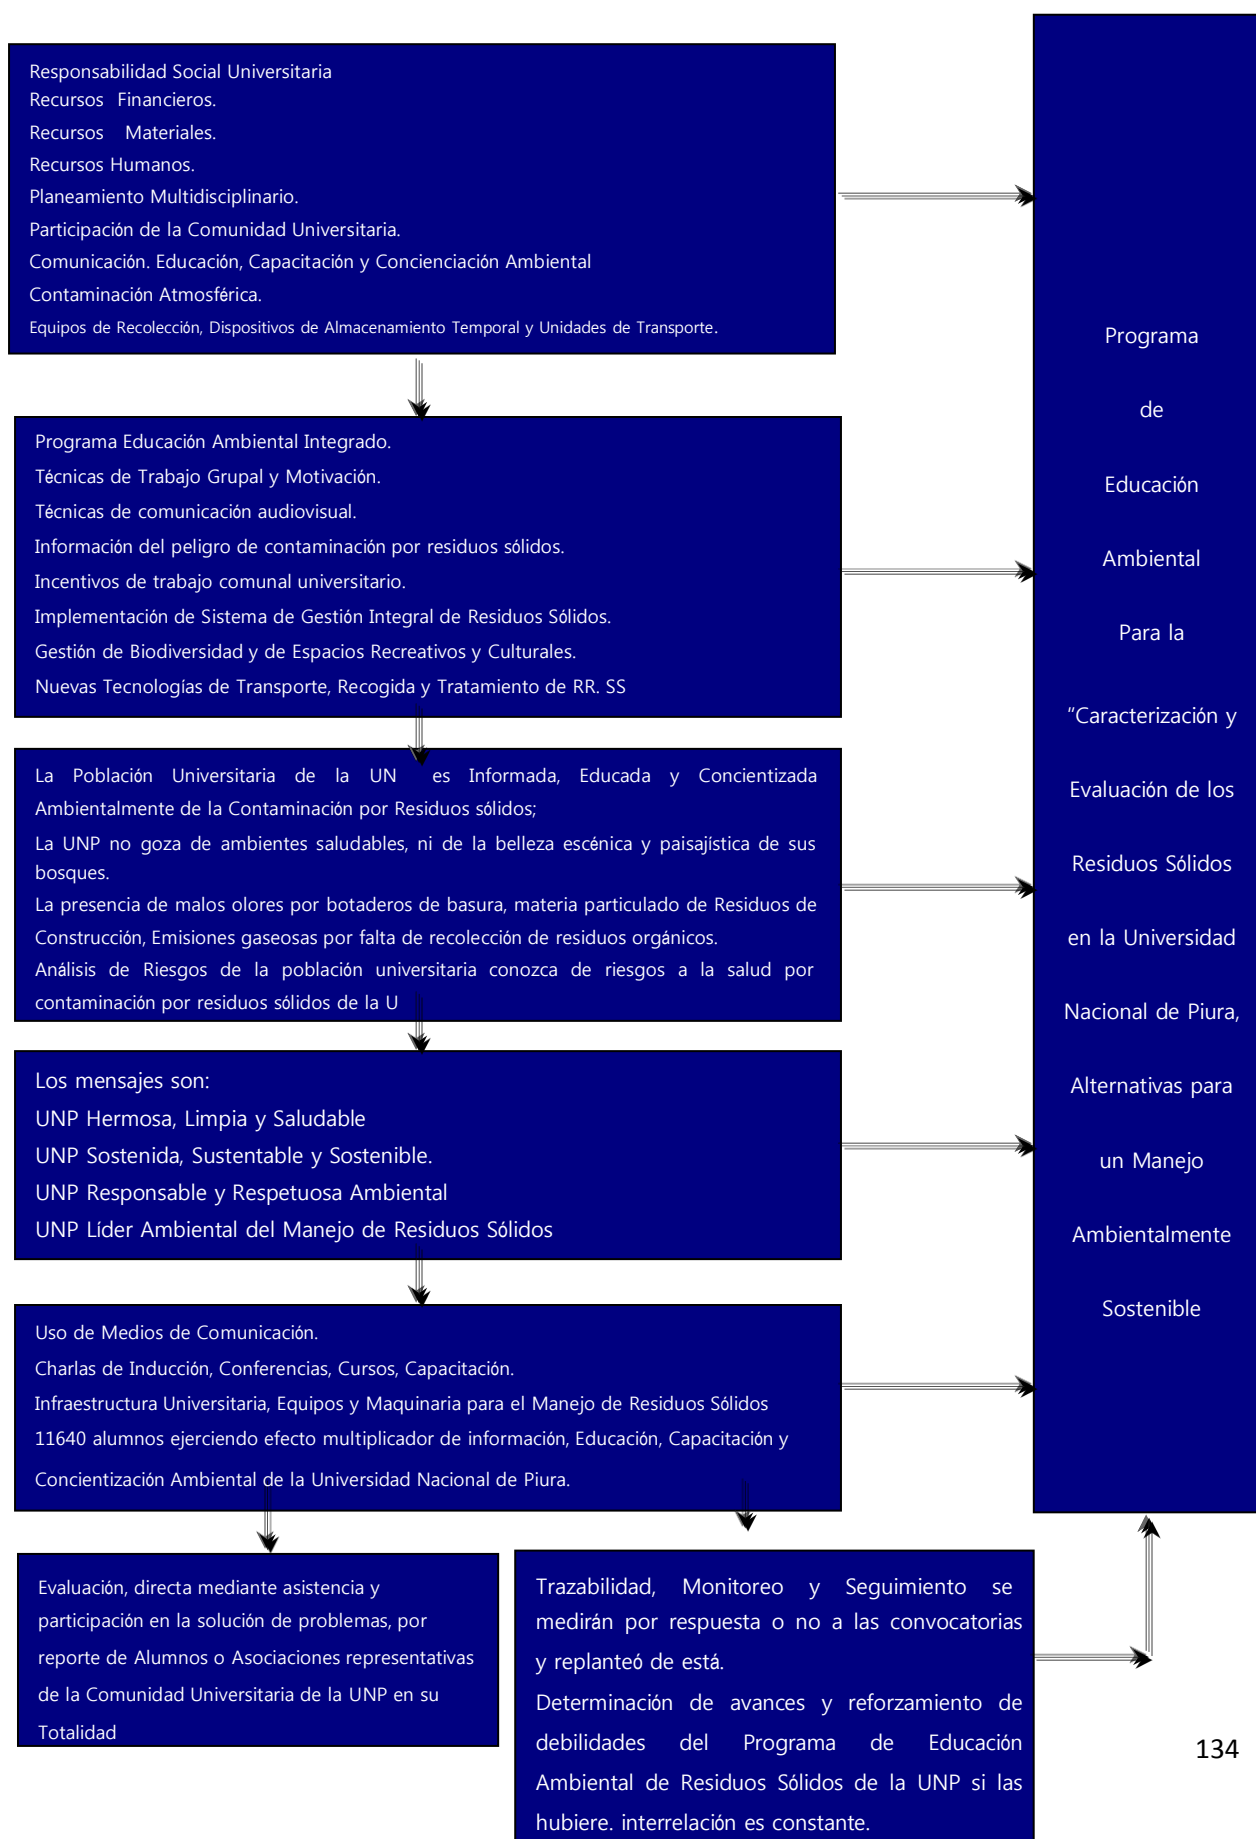 Responsabilidad Social Universitaria
Recursos Financieros.
Recursos Materiales.
Recursos Humanos.
Planeamiento Multidisciplinario.
Participación de la Comunidad Universitaria.
Comunicación. Educación, Capacitación y Concienciación Ambiental
Contaminación Atmosférica.
Equipos de Recolección, Dispositivos de Almacenamiento Temporal y Unidades de Transporte.
Programa Educación Ambiental Integrado.
Técnicas de Trabajo Grupal y Motivación.
Técnicas de comunicación audiovisual.
Información del peligro de contaminación por residuos sólidos.
Incentivos de trabajo comunal universitario.
Implementación de Sistema de Gestión Integral de Residuos Sólidos.
Gestión de Biodiversidad y de Espacios Recreativos y Culturales.
Nuevas Tecnologías de Transporte, Recogida y Tratamiento de RR. SS
La Población Universitaria de la UN es Informada, Educada y Concientizada
Ambientalmente de la Contaminación por Residuos sólidos;
La UNP no goza de ambientes saludables, ni de la belleza escénica y paisajística de sus
bosques.
La presencia de malos olores por botaderos de basura, materia particulado de Residuos de
Construcción, Emisiones gaseosas por falta de recolección de residuos orgánicos.
Análisis de Riesgos de la población universitaria conozca de riesgos a la salud por
contaminación por residuos sólidos de la U
Los mensajes son:
UNP Hermosa, Limpia y Saludable
UNP Sostenida, Sustentable y Sostenible.
UNP Responsable y Respetuosa Ambiental
UNP Líder Ambiental del Manejo de Residuos Sólidos
Uso de Medios de Comunicación.
Charlas de Inducción, Conferencias, Cursos, Capacitación.
Infraestructura Universitaria, Equipos y Maquinaria para el Manejo de Residuos Sólidos
11640 alumnos ejerciendo efecto multiplicador de información, Educación, Capacitación y
Concientización Ambiental de la Universidad Nacional de Piura.
Evaluación, directa mediante asistencia y
participación en la solución de problemas, por
reporte de Alumnos o Asociaciones representativas
de la Comunidad Universitaria de la UNP en su
Totalidad
Trazabilidad, Monitoreo y Seguimiento se
medirán por respuesta o no a las convocatorias
y replanteó de está.
Determinación de avances y reforzamiento de
debilidades del Programa de Educación
Ambiental de Residuos Sólidos de la UNP si las
hubiere. interrelación es constante.
Programa
de
Educación
Ambiental
Para la
“Caracterización y
Evaluación de los
Residuos Sólidos
en la Universidad
Nacional de Piura,
Alternativas para
un Manejo
Ambientalmente
Sostenible
134